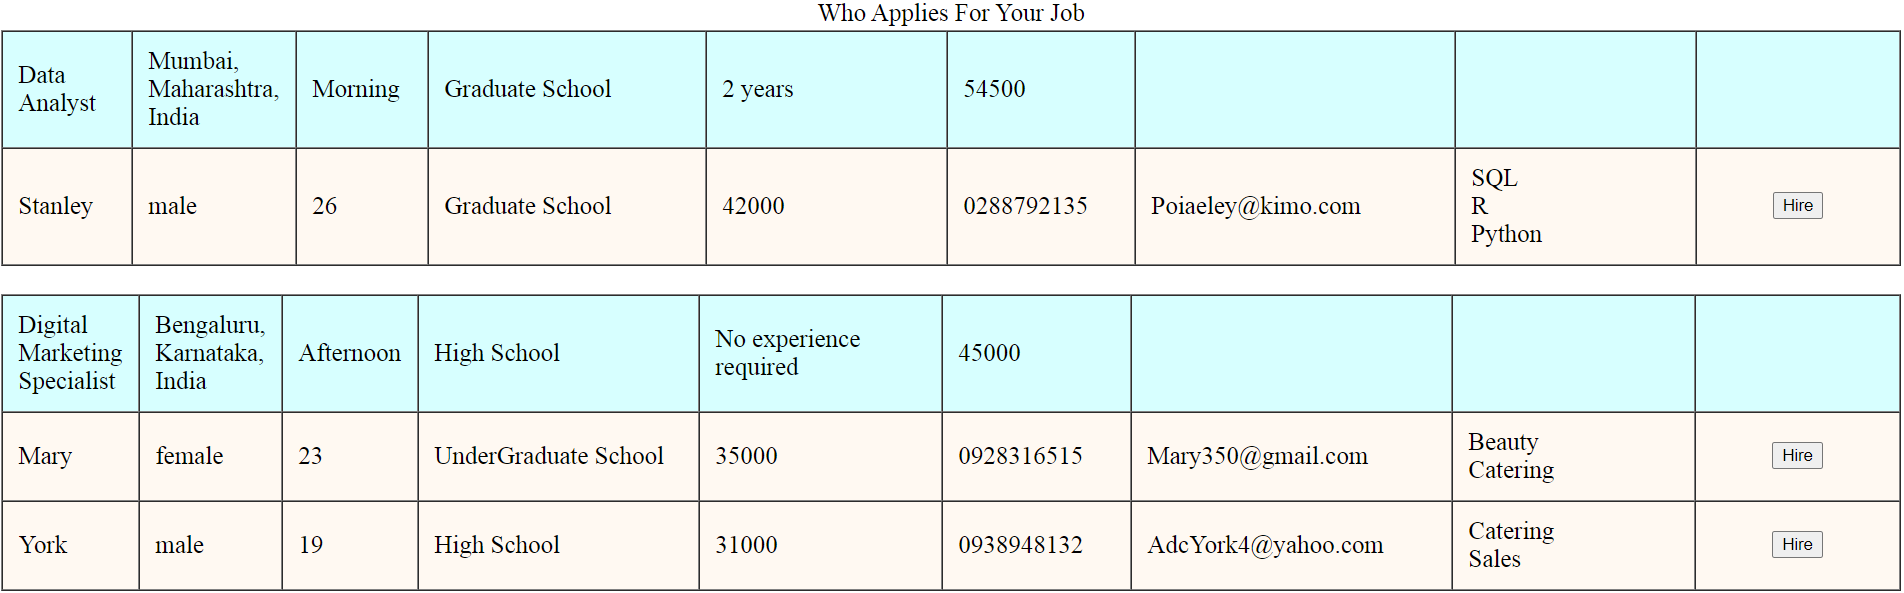 Who Applies For Your Job
Data
Analyst
Mumbai,
Maharashtra,
India
Morning
Graduate School
2 years
54500
Stanley
male
26
Graduate School
42000
0288792135
Poiaeley@kimo.com
SQL
R
Python
Hire
Digital
Marketing
Specialist
Bengaluru,
Karnataka,
India
Afternoon
High School
No experience
required
45000
Mary
female
23
UnderGraduate School
35000
0928316515
Mary350@gmail.com
Beauty
Catering
Hire
York
male
19
High School
31000
0938948132
AdcYork4@yahoo.com
Catering
Sales
Hire